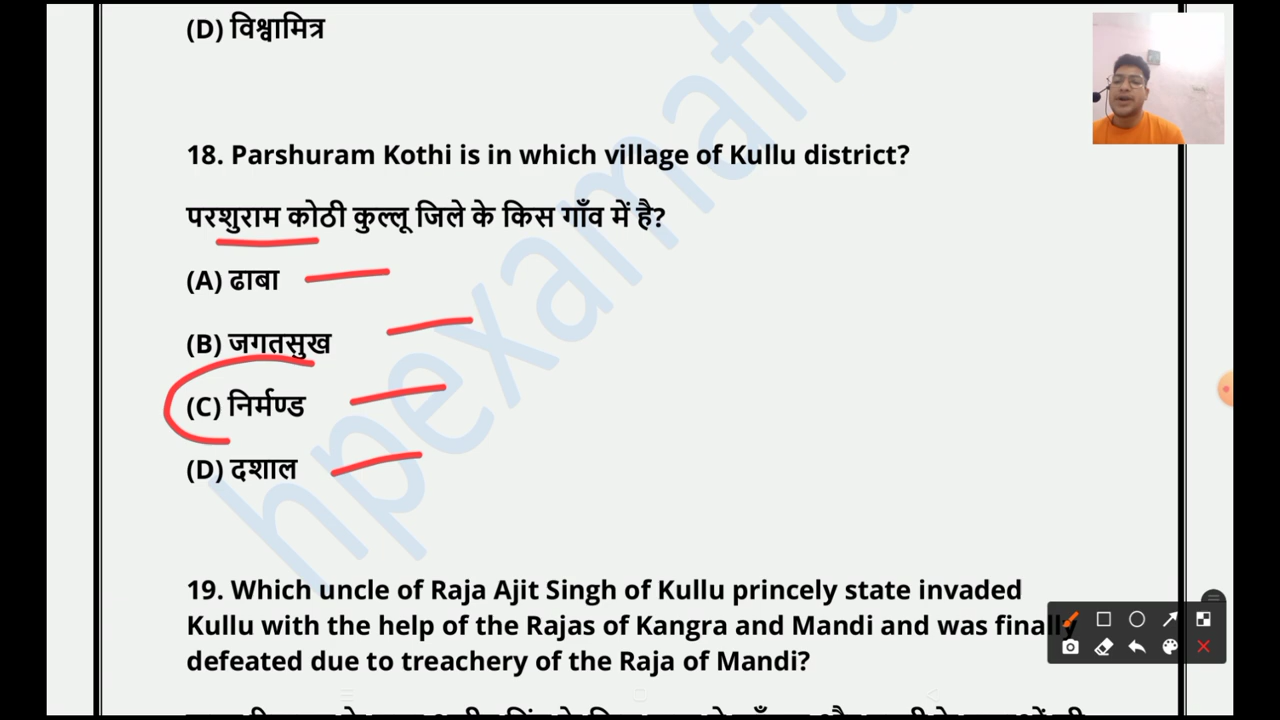 (D) विश्वामित्र
18. Parshuram Kothi is in which village of Kullu district?
परशुराम कोठी कुल्लू जिले के किस गाँव में है?
(A) ढाबा
(B) जगतसुख
(C) निर्मण्ड
(D) दशाल
19. Which uncle of Raja Ajit Singh of Kullu princely state invaded
Kullu with the help of the Rajas of Kangra and Mandi and was finally
defeated due to treachery of the Raja of Mandi?
hpexamaffa